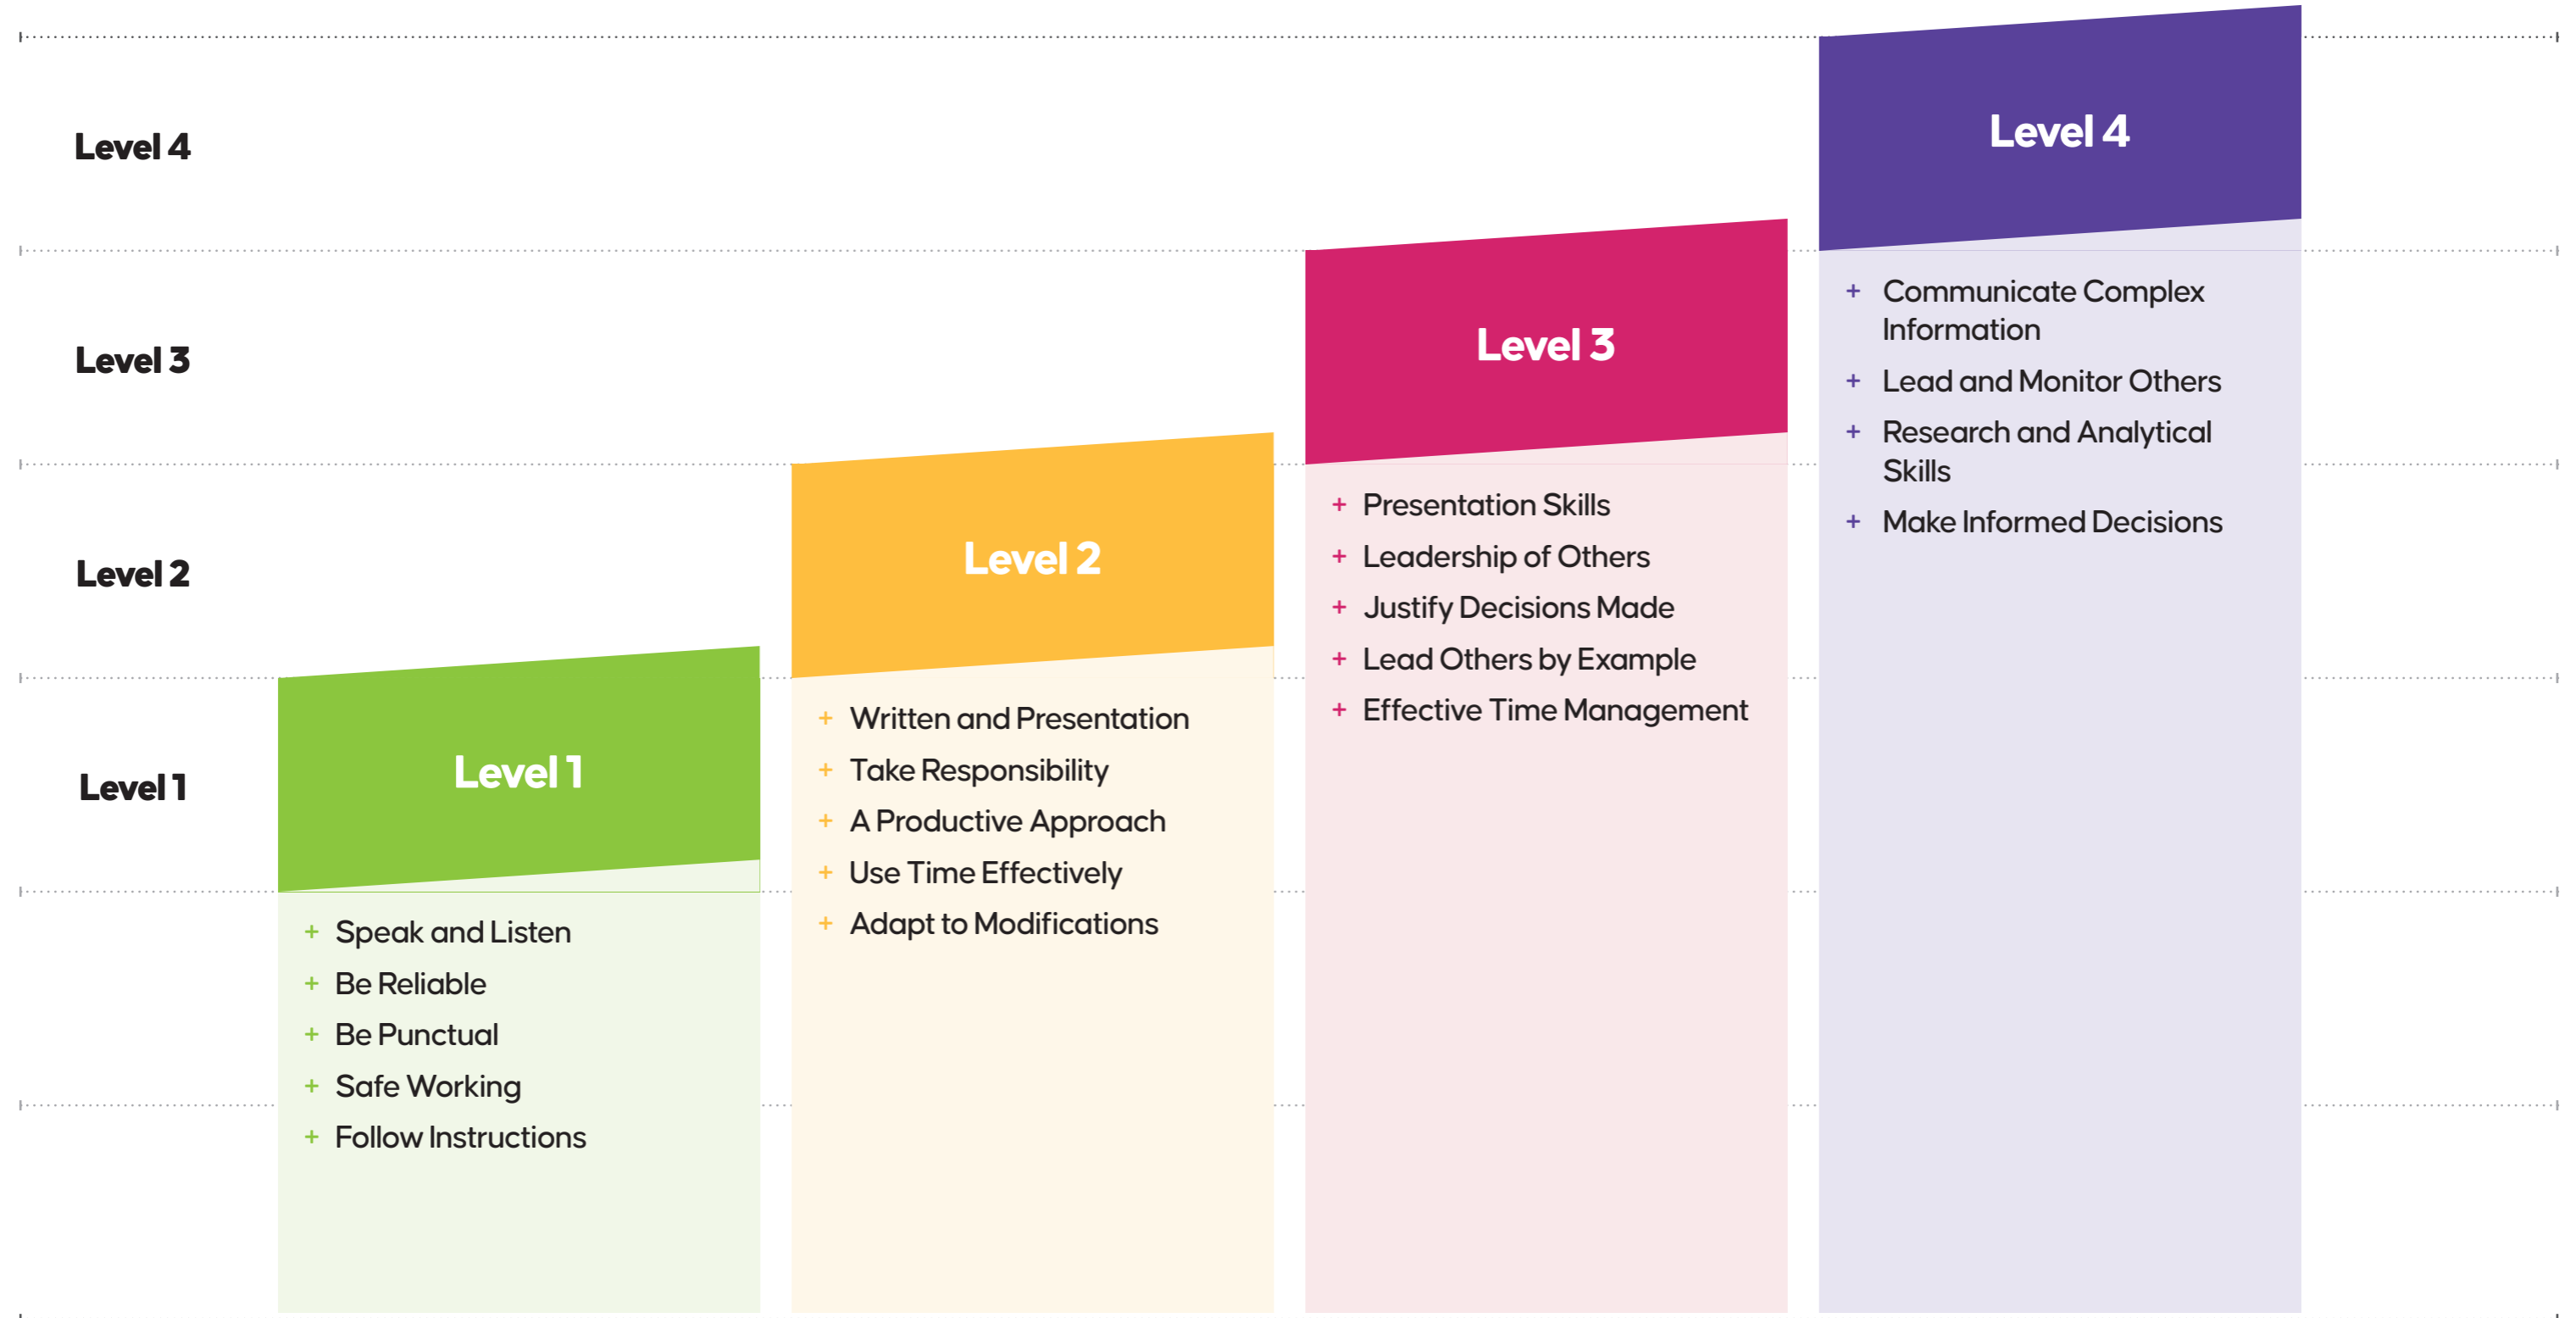 Level 4
Level 3
Level 2
Level 1
Level 1
+ Speak and Listen
+ Be Reliable
+ Be Punctual
+ Safe Working
+ Follow Instructions
Level 2
+ Written and Presentation
+ Take Responsibility
+ A Productive Approach
+ Use Time Effectively
+ Adapt to Modifications
Level 3
+ Presentation Skills
+ Leadership of Others
+ Justify Decisions Made
+ Lead Others by Example
+ Effective Time Management
Level 4
+ Communicate Complex
Information
+ Lead and Monitor Others
+ Research and Analytical
Skills
+ Make Informed Decisions